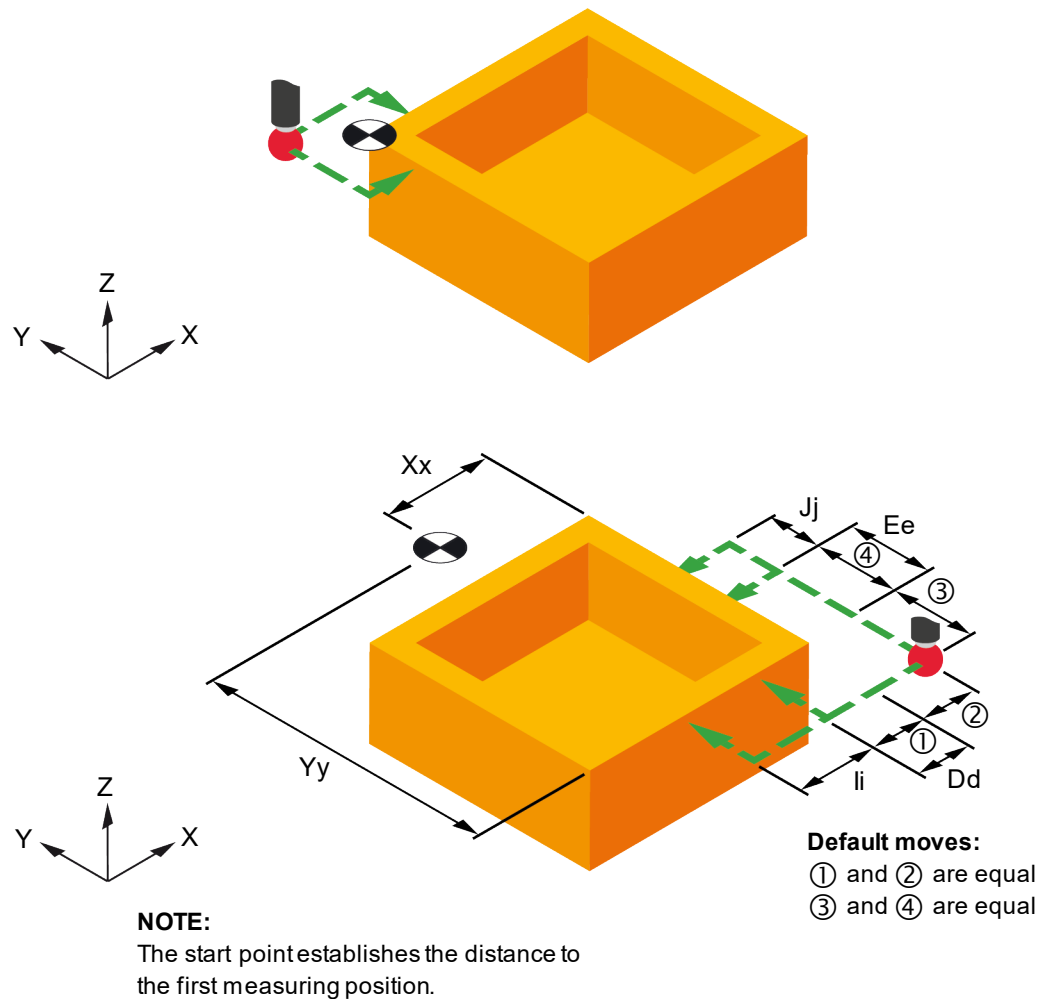 Z
Y
X
Xx
Jj
Ee
④
③
②
①
Yy
Ii
Dd
Z
Y
X
Default moves:
① and ② are equal
③ and ④ are equal
NOTE:
The start point establishes the distance to
the first measuring position.